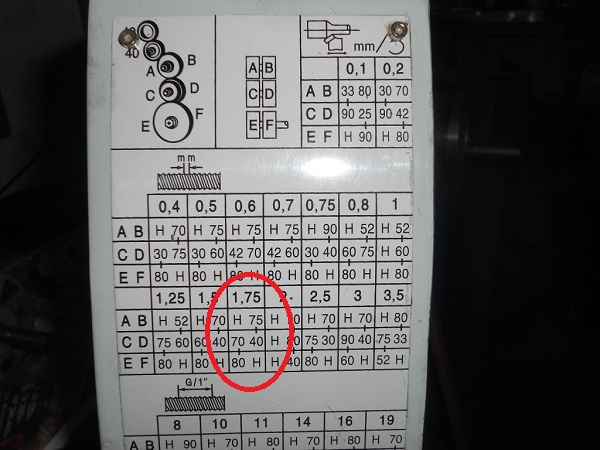 40
A B
C D
E F
A B
C D
E F
mm/
0,1 0,2
A B 33 80 30 70
C D 90 25 90 42
E F H 90 H 80
mm
0,4 0,5 0,6 0,7 0,75 0,8 1
A B H 70 H 75 H 75 H 75 H 90 H 52 H 52
C D 30 75 30 60 42 70 42 60 30 40 60 75 H 60
E F 80 H 80 H 80 H 80 H 80 H 80 H H 80
1,25 1,5 1,75 2 2,5 3 3,5
A B H 52 H 70 H 75 H H 70 H 70 H 80
C D 75 60 60 40 70 40 H 75 30 90 40 75 33
E F 80 H 80 H 80 H H 40 80 H 60 H 52 H
G/1"
8 10 11 14 16 19
A B H 90 H 70 H 80 H 70 H 80 H 70